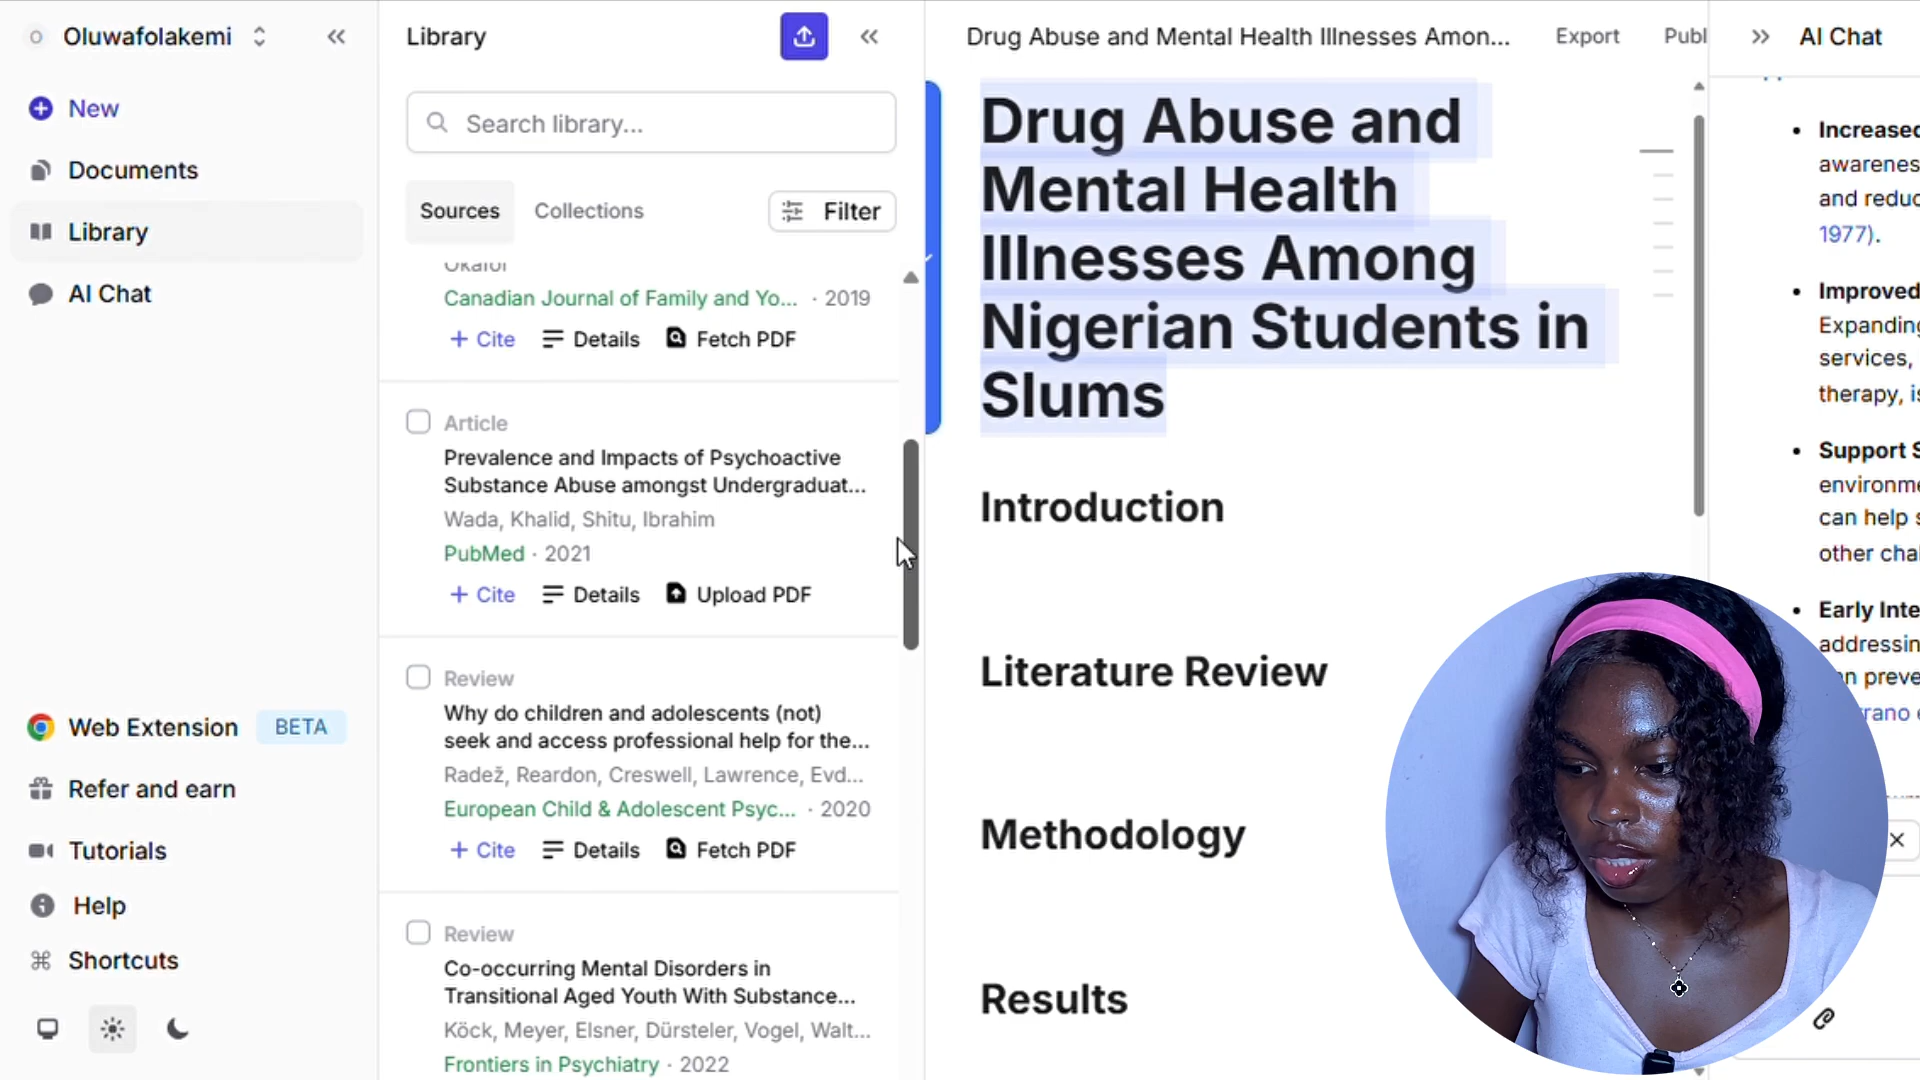 Oluwafolakemi
New
Documents
Library
AI Chat
Web Extension BETA
Refer and earn
Tutorials
Help
Shortcuts
Library
Search library...
Sources Collections Filter
Okafor
Canadian Journal of Family and Yo... · 2019
+ Cite Details Fetch PDF
Article
Prevalence and Impacts of Psychoactive
Substance Abuse amongst Undergraduat...
Wada, Khalid, Shitu, Ibrahim
PubMed · 2021
+ Cite Details Upload PDF
Review
Why do children and adolescents (not)
seek and access professional help for the...
Radež, Reardon, Creswell, Lawrence, Evd...
European Child & Adolescent Psyc... · 2020
+ Cite Details Fetch PDF
Review
Co-occurring Mental Disorders in
Transitional Aged Youth With Substance...
Köck, Meyer, Elsner, Dürsteler, Vogel, Walt...
Frontiers in Psychiatry · 2022
Drug Abuse and Mental Health Illnesses Amon... Export Publ
Drug Abuse and
Mental Health
Illnesses Among
Nigerian Students in
Slums
Introduction
Literature Review
Methodology
Results
AI Chat
Increased
awareness
and reduc
1977).
Improved
Expanding
services,
therapy, is
Support S
environme
can help s
other chal
Early Inte
addressin
n preve
rrano e